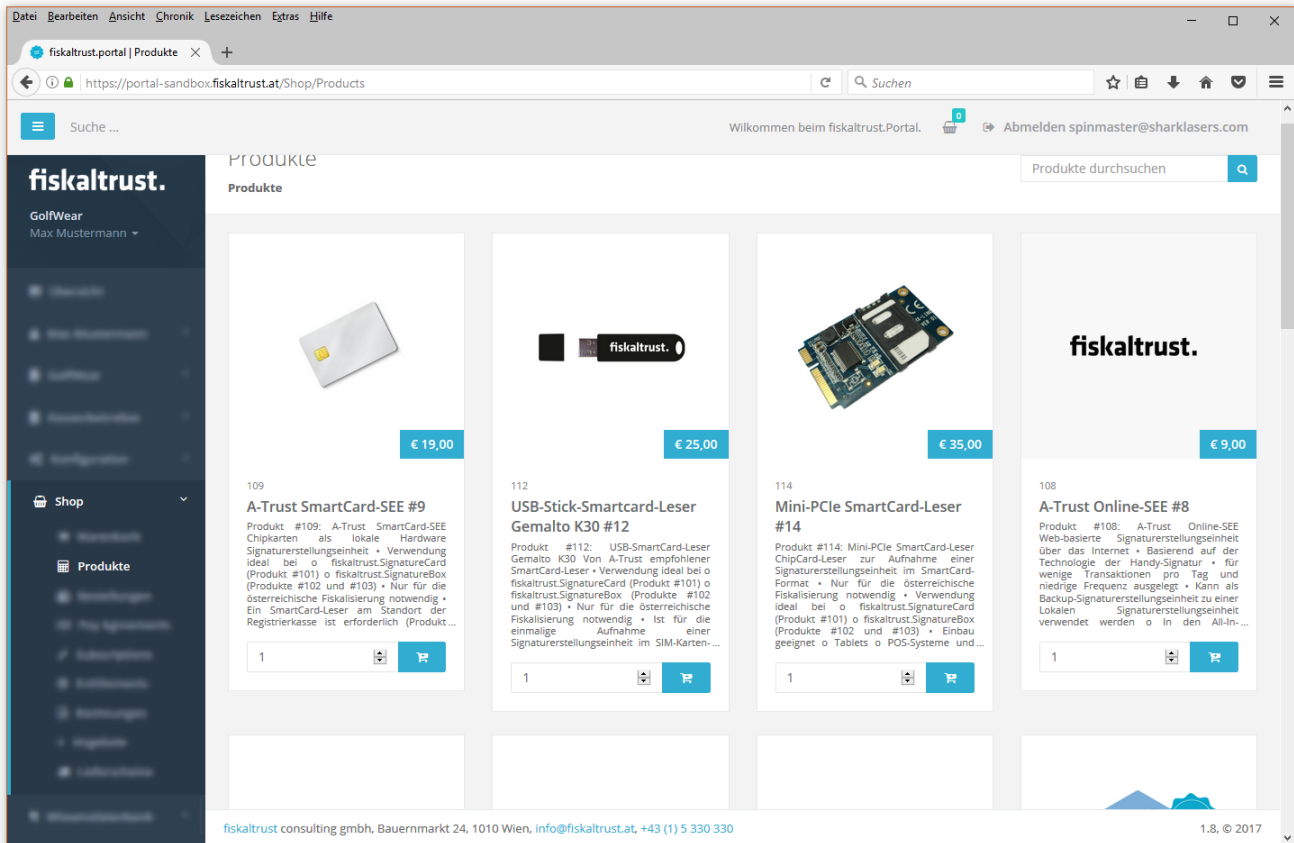 Datei Bearbeiten Ansicht Chronik Lesezeichen Extras Hilfe
fiskaltrust.portal | Produkte
https://portal-sandbox.fiskaltrust.at/Shop/Products
Suchen
Suche ...
Wilkommen beim fiskaltrust.Portal.
0
Abmelden spinmaster@sharklasers.com
fiskaltrust.
GolfWear
Max Mustermann
Shop
Produkte
Produkte
Produkte
Produkte durchsuchen
€ 19,00
109
A-Trust SmartCard-SEE #9
Produkt #109: A-Trust SmartCard-SEE
Chipkarten als lokale Hardware
Signaturerstellungseinheit • Verwendung
ideal bei o fiskaltrust.SignatureCard
(Produkt #101) o fiskaltrust.SignatureBox
(Produkte #102 und #103) • Nur für die
österreichische Fiskalisierung notwendig •
Ein SmartCard-Leser am Standort der
Registrierkasse ist erforderlich (Produkt ...
1
fiskaltrust.
€ 25,00
112
USB-Stick-Smartcard-Leser
Gemalto K30 #12
Produkt #112: USB-SmartCard-Leser
Gemalto K30 Von A-Trust empfohlener
SmartCard-Leser • Verwendung ideal bei o
fiskaltrust.SignatureCard (Produkt #101) o
fiskaltrust.SignatureBox (Produkte #102
und #103) • Nur für die österreichische
Fiskalisierung notwendig • Ist für die
einmalige Aufnahme einer
Signaturerstellungseinheit im SIM-Karten-...
1
€ 35,00
114
Mini-PCIe SmartCard-Leser
#14
Produkt #114: Mini-PCIe SmartCard-Leser
ChipCard-Leser zur Aufnahme einer
Signaturerstellungseinheit im SmartCard-
Format • Nur für die österreichische
Fiskalisierung notwendig • Verwendung
ideal bei o fiskaltrust.SignatureCard
(Produkt #101) o fiskaltrust.SignatureBox
(Produkte #102 und #103) • Einbau
geeignet o Tablets o POS-Systeme und ...
1
fiskaltrust.
€ 9,00
108
A-Trust Online-SEE #8
Produkt #108: A-Trust Online-SEE
Web-basierte Signaturerstellungseinheit
über das Internet • Basierend auf der
Technologie der Handy-Signatur • für
wenige Transaktionen pro Tag und
niedrige Frequenz ausgelegt • Kann als
Backup-Signaturerstellungseinheit zu einer
Lokalen Signaturerstellungseinheit
verwendet werden o In den All-In-...
1
fiskaltrust consulting gmbh, Bauernmarkt 24, 1010 Wien, info@fiskaltrust.at, +43 (1) 5 330 330
1.8, © 2017